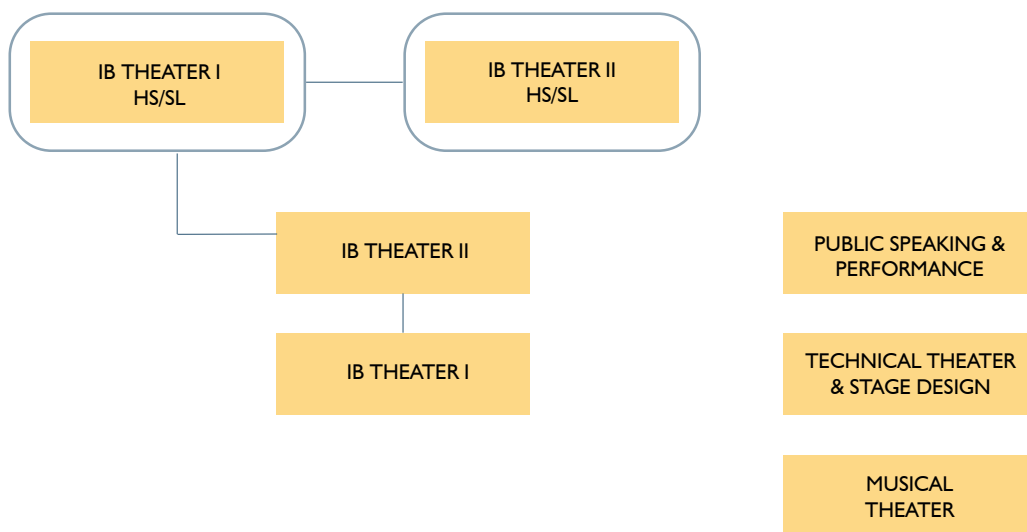 IB THEATER I
HS/SL
IB THEATER II
HS/SL
IB THEATER II
PUBLIC SPEAKING &
PERFORMANCE
IB THEATER I
TECHNICAL THEATER
& STAGE DESIGN
MUSICAL
THEATER